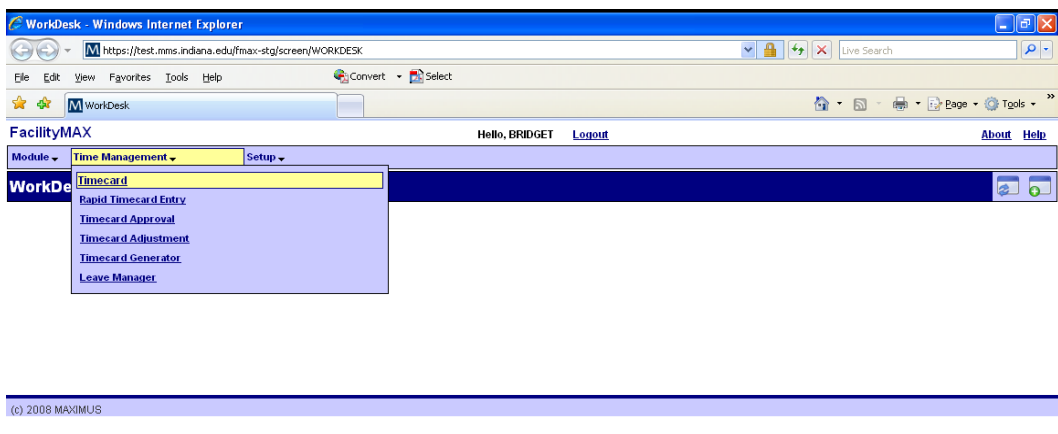 WorkDesk - Windows Internet Explorer
https://test.mms.indiana.edu/fmax-stg/screen/WORKDESK
Live Search
File Edit View Favorites Tools Help Convert Select
WorkDesk Page Tools »
FacilityMAX Hello, BRIDGET Logout About Help
Module Time Management Setup
WorkDe
Timecard
Rapid Timecard Entry
Timecard Approval
Timecard Adjustment
Timecard Generator
Leave Manager
(c) 2008 MAXIMUS